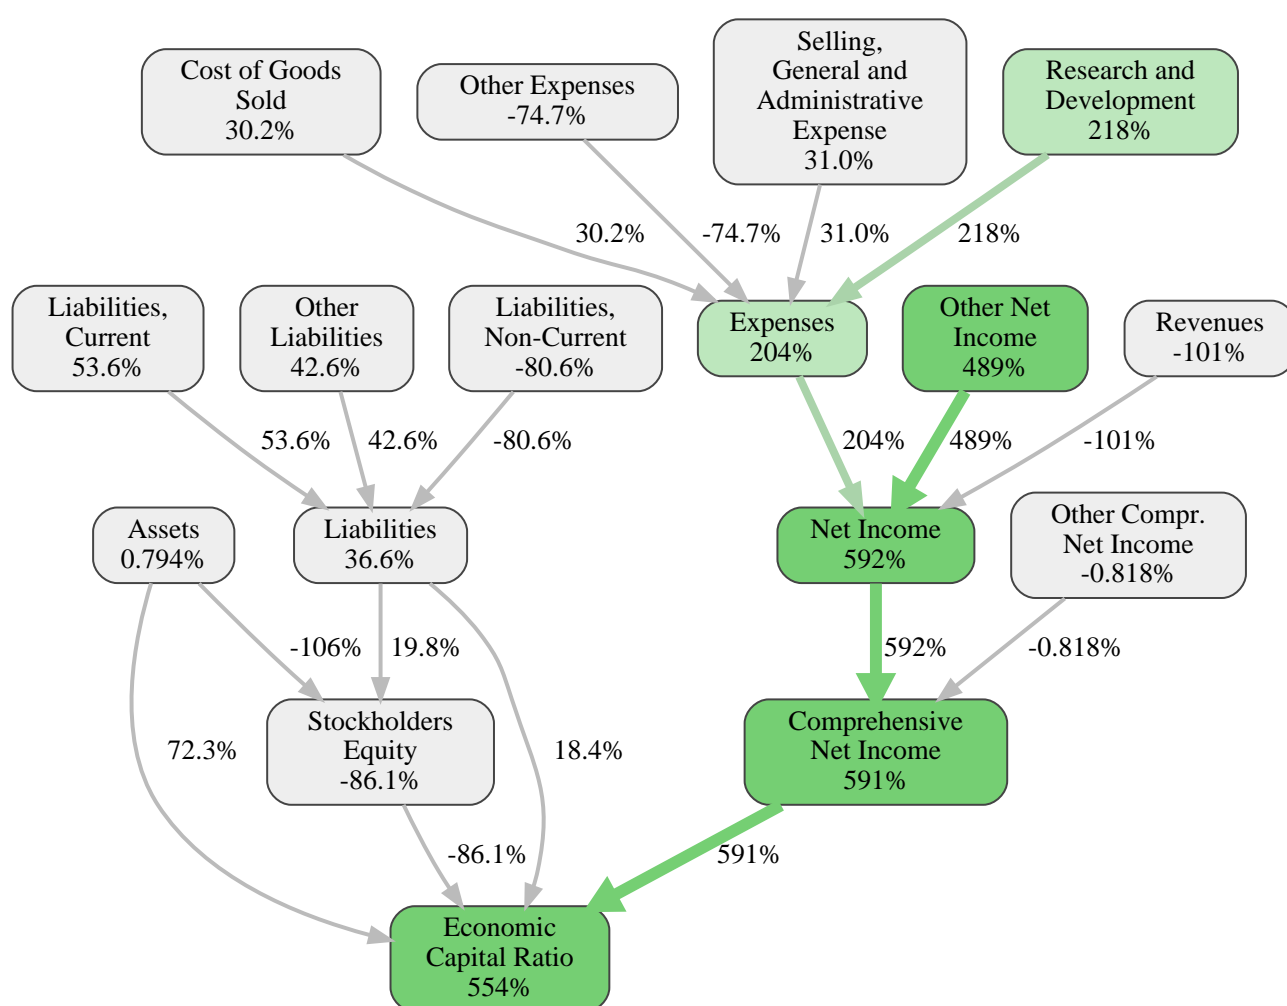 Cost of Goods
Sold
30.2%
Other Expenses
-74.7%
Selling,
General and
Administrative
Expense
31.0%
Research and
Development
218%
30.2%
-74.7%
31.0%
218%
Liabilities,
Current
53.6%
Other
Liabilities
42.6%
Liabilities,
Non-Current
-80.6%
Expenses
204%
Other Net
Income
489%
Revenues
-101%
53.6%
42.6%
-80.6%
204%
489%
-101%
Assets
0.794%
Liabilities
36.6%
Net Income
592%
Other Compr.
Net Income
-0.818%
-106%
19.8%
592%
-0.818%
72.3%
Stockholders
Equity
-86.1%
18.4%
Comprehensive
Net Income
591%
-86.1%
591%
Economic
Capital Ratio
554%